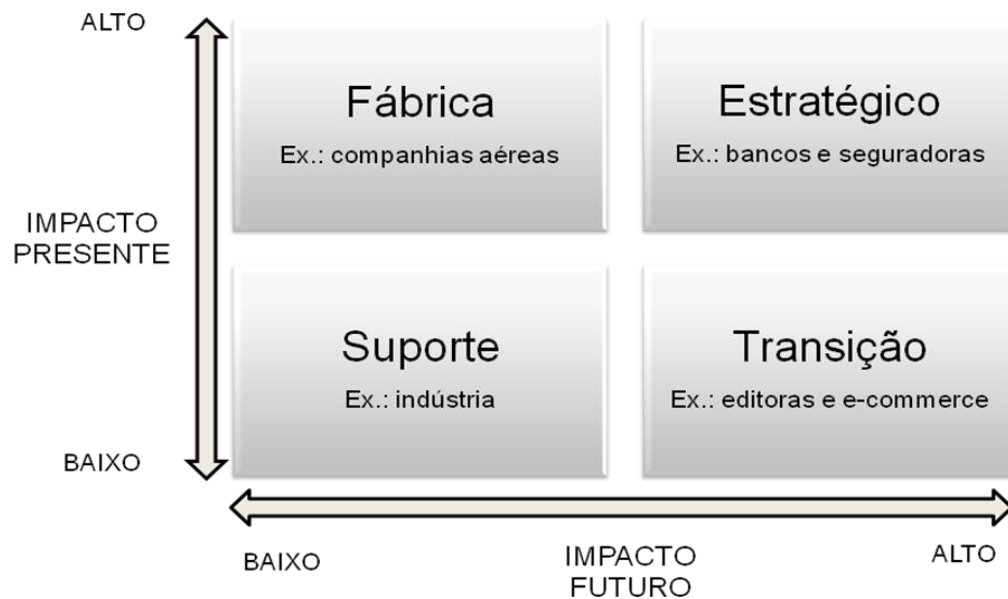 ALTO
Fábrica
Ex.: companhias aéreas
Estratégico
Ex.: bancos e seguradoras
IMPACTO
PRESENTE
Suporte
Ex.: indústria
Transição
Ex.: editoras e e-commerce
BAIXO
BAIXO
IMPACTO
FUTURO
ALTO